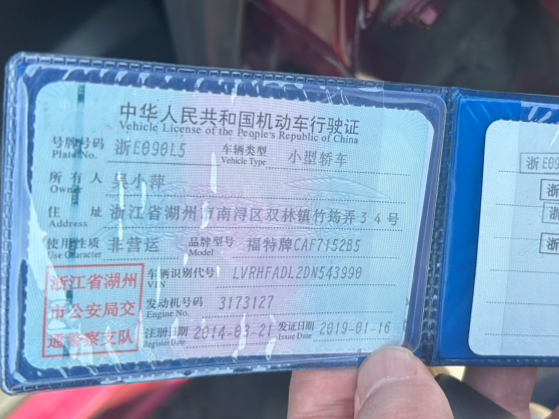 中华人民共和国机动车行驶证
Vehicle License of the People's Republic of China
号牌号码 浙E090L5 车辆类型 小型轿车
Plate No. Vehicle Type
所有人 吴小萍
Owner
住址 浙江省湖州市南浔区双林镇竹筠弄34号
Address
使用性质 非营运 品牌型号 福特牌CAF7152B5
Use Character Model
浙江省湖州市公安局交通警察支队
车辆识别代号 LVRHFADL2DN543990
VIN
发动机号码 3173127
Engine No.
注册日期 2014-03-21 发证日期 2019-01-16
Register Date Issue Date
浙E09